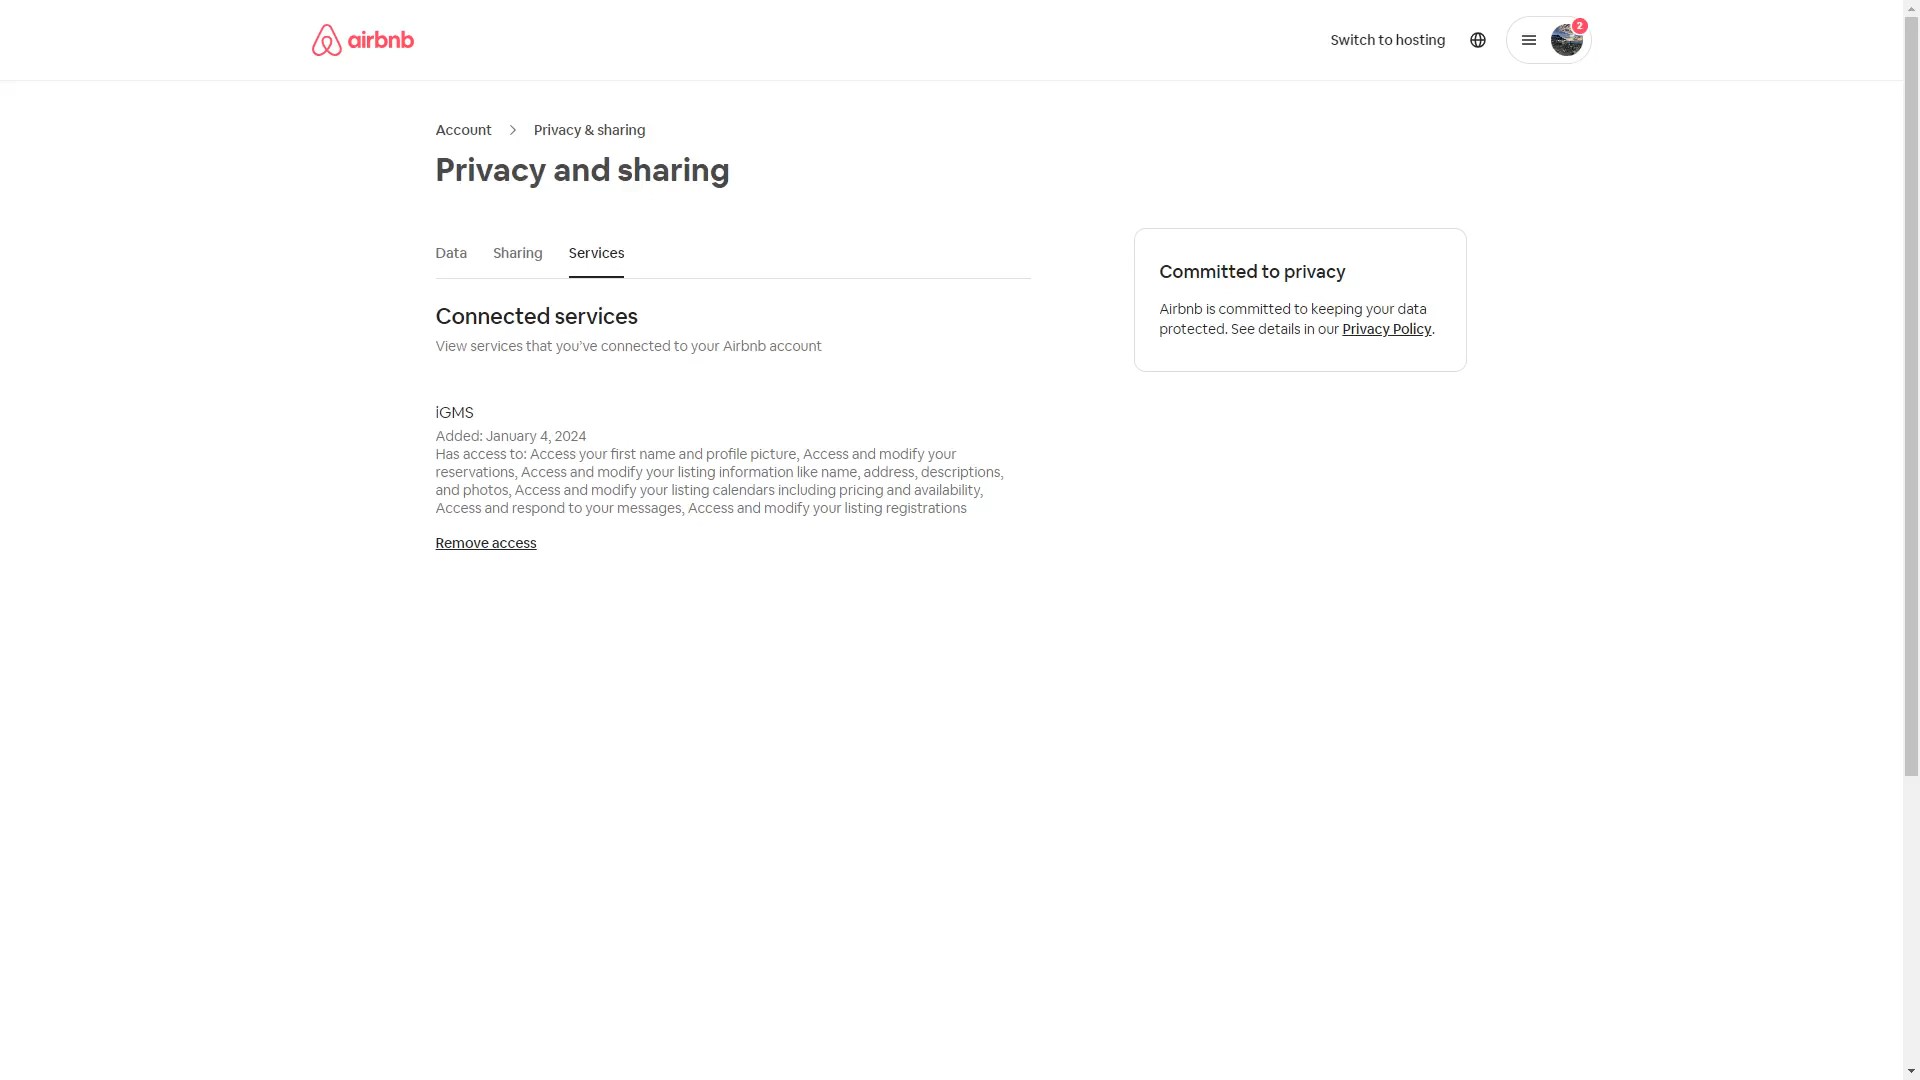 airbnb
Switch to hosting
2
Account
Privacy & sharing
Privacy and sharing
Data
Sharing
Services
Connected services
View services that you’ve connected to your Airbnb account
iGMS
Added: January 4, 2024
Has access to: Access your first name and profile picture, Access and modify your
reservations, Access and modify your listing information like name, address, descriptions,
and photos, Access and modify your listing calendars including pricing and availability,
Access and respond to your messages, Access and modify your listing registrations
Remove access
Committed to privacy
Airbnb is committed to keeping your data
protected. See details in our Privacy Policy.